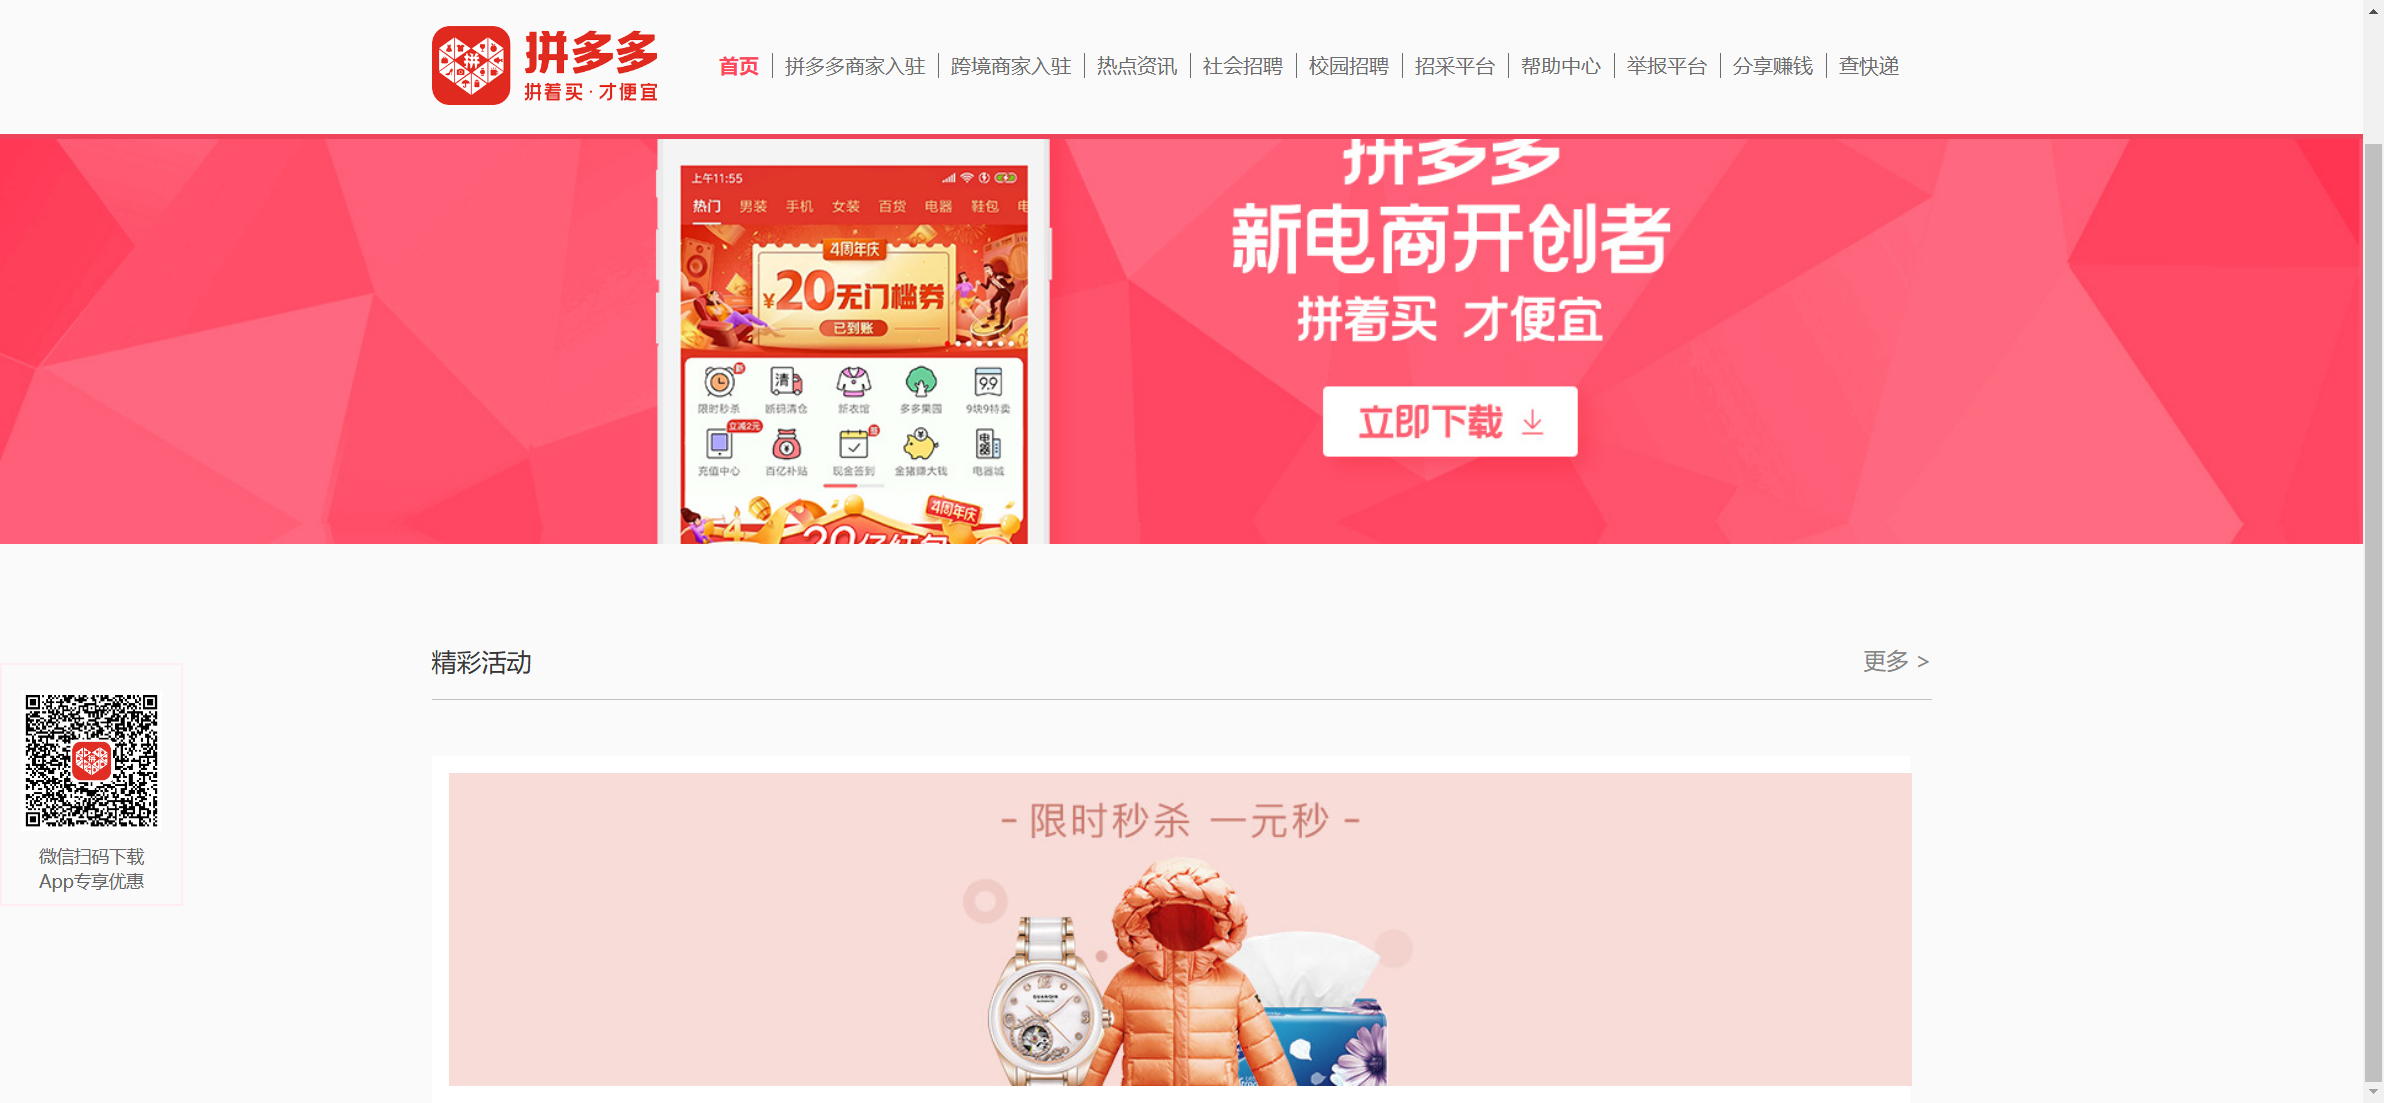 拼多多
拼着买·才便宜
首页 拼多多商家入驻 跨境商家入驻 热点资讯 社会招聘 校园招聘 招采平台 帮助中心 举报平台 分享赚钱 查快递
上午11:55
热门 男装 手机 女装 百货 电器 鞋包
4周年庆
¥20无门槛券
已到账
限时秒杀 断码清仓 新衣馆 多多果园 9块9特卖
立减2元
充值中心 百亿补贴 现金签到 金猪赚大钱 电器城
4周年庆
20亿红包
拼多多
新电商开创者
拼着买 才便宜
立即下载
精彩活动
更多 >
微信扫码下载
App专享优惠
- 限时秒杀 一元秒 -